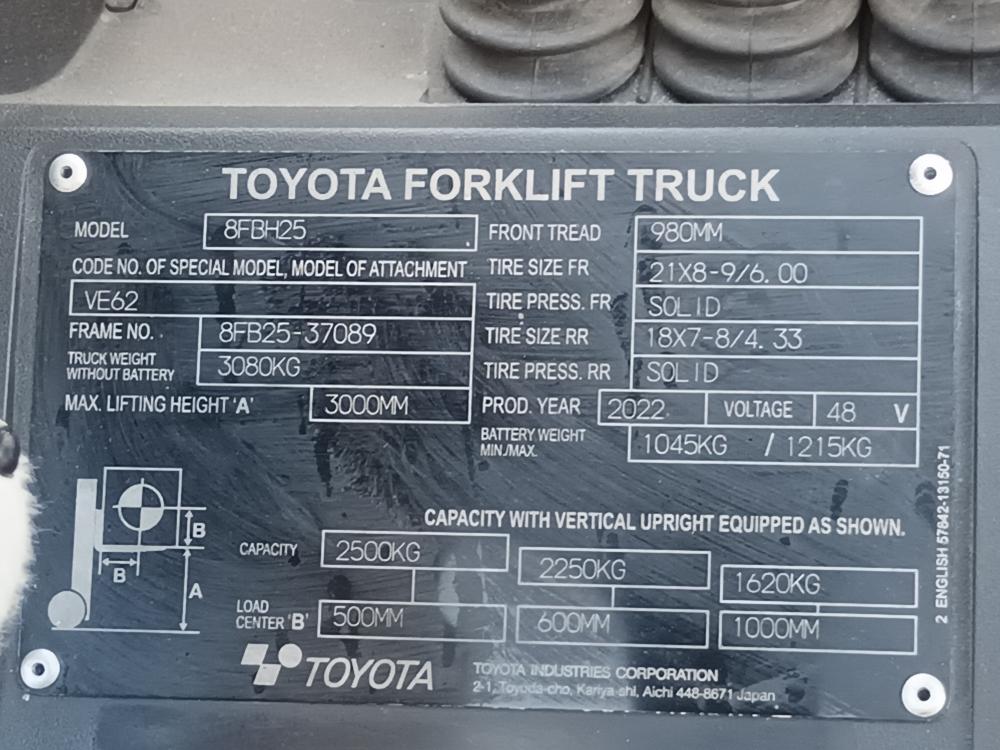 TOYOTA FORKLIFT TRUCK
MODEL 8FBH25
CODE NO. OF SPECIAL MODEL, MODEL OF ATTACHMENT
VE62
FRAME NO. 8FB25-37089
TRUCK WEIGHT
WITHOUT BATTERY 3080KG
MAX. LIFTING HEIGHT 'A' 3000MM
FRONT TREAD 980MM
TIRE SIZE FR 21X8-9/6.00
TIRE PRESS. FR SOLID
TIRE SIZE RR 18X7-8/4.33
TIRE PRESS. RR SOLID
PROD. YEAR 2022 VOLTAGE 48 V
BATTERY WEIGHT
MIN./MAX. 1045KG / 1215KG
B
B
A
CAPACITY WITH VERTICAL UPRIGHT EQUIPPED AS SHOWN.
CAPACITY 2500KG 2250KG 1620KG
LOAD
CENTER 'B' 500MM 600MM 1000MM
TOYOTA
TOYOTA INDUSTRIES CORPORATION
2-1, Toyoda-cho, Kariya-shi, Aichi 448-8671 Japan
2 ENGLISH 57842-13150-71